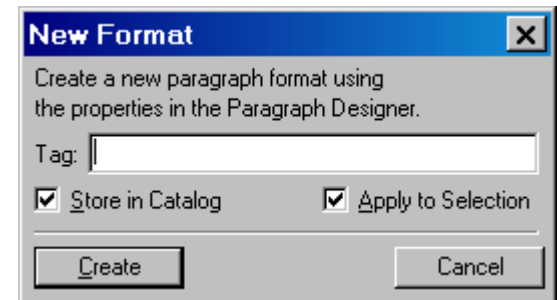 New Format
Create a new paragraph format using
the properties in the Paragraph Designer.
Tag:
Store in Catalog Apply to Selection
Create Cancel